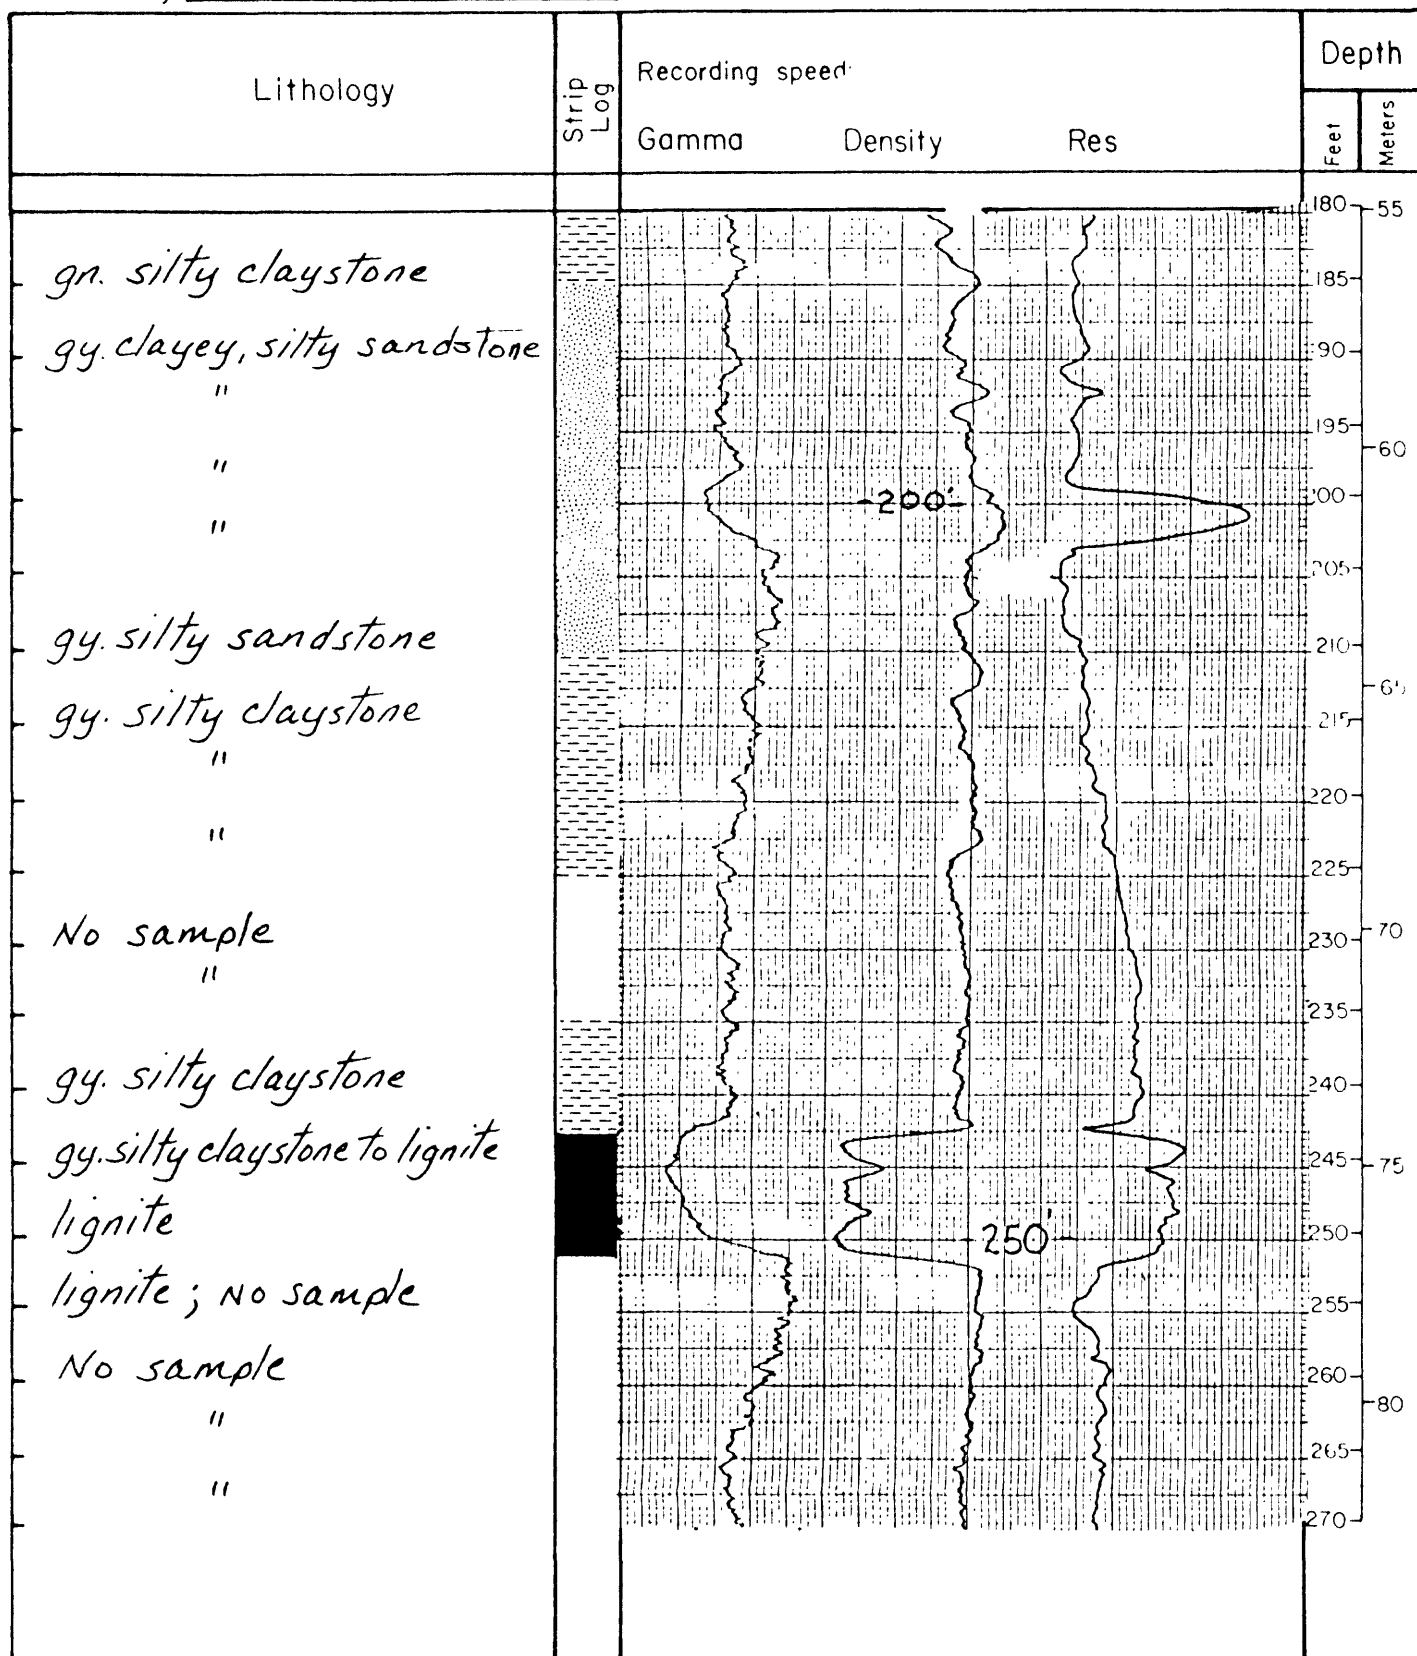 Lithology
Strip Log
Recording speed
Gamma Density Res
Depth
Feet Meters
180 55
gn. silty claystone
185
gy. clayey, silty sandstone
190
"
195
" 60
-200'- 200
"
205
gy. silty sandstone
210
65
gy. silty claystone
215
"
220
"
225
No sample 70
230
"
235
gy. silty claystone
240
gy. silty claystone to lignite
245 75
lignite
250' 250
lignite ; No sample
255
No sample
260
" 80
265
"
270